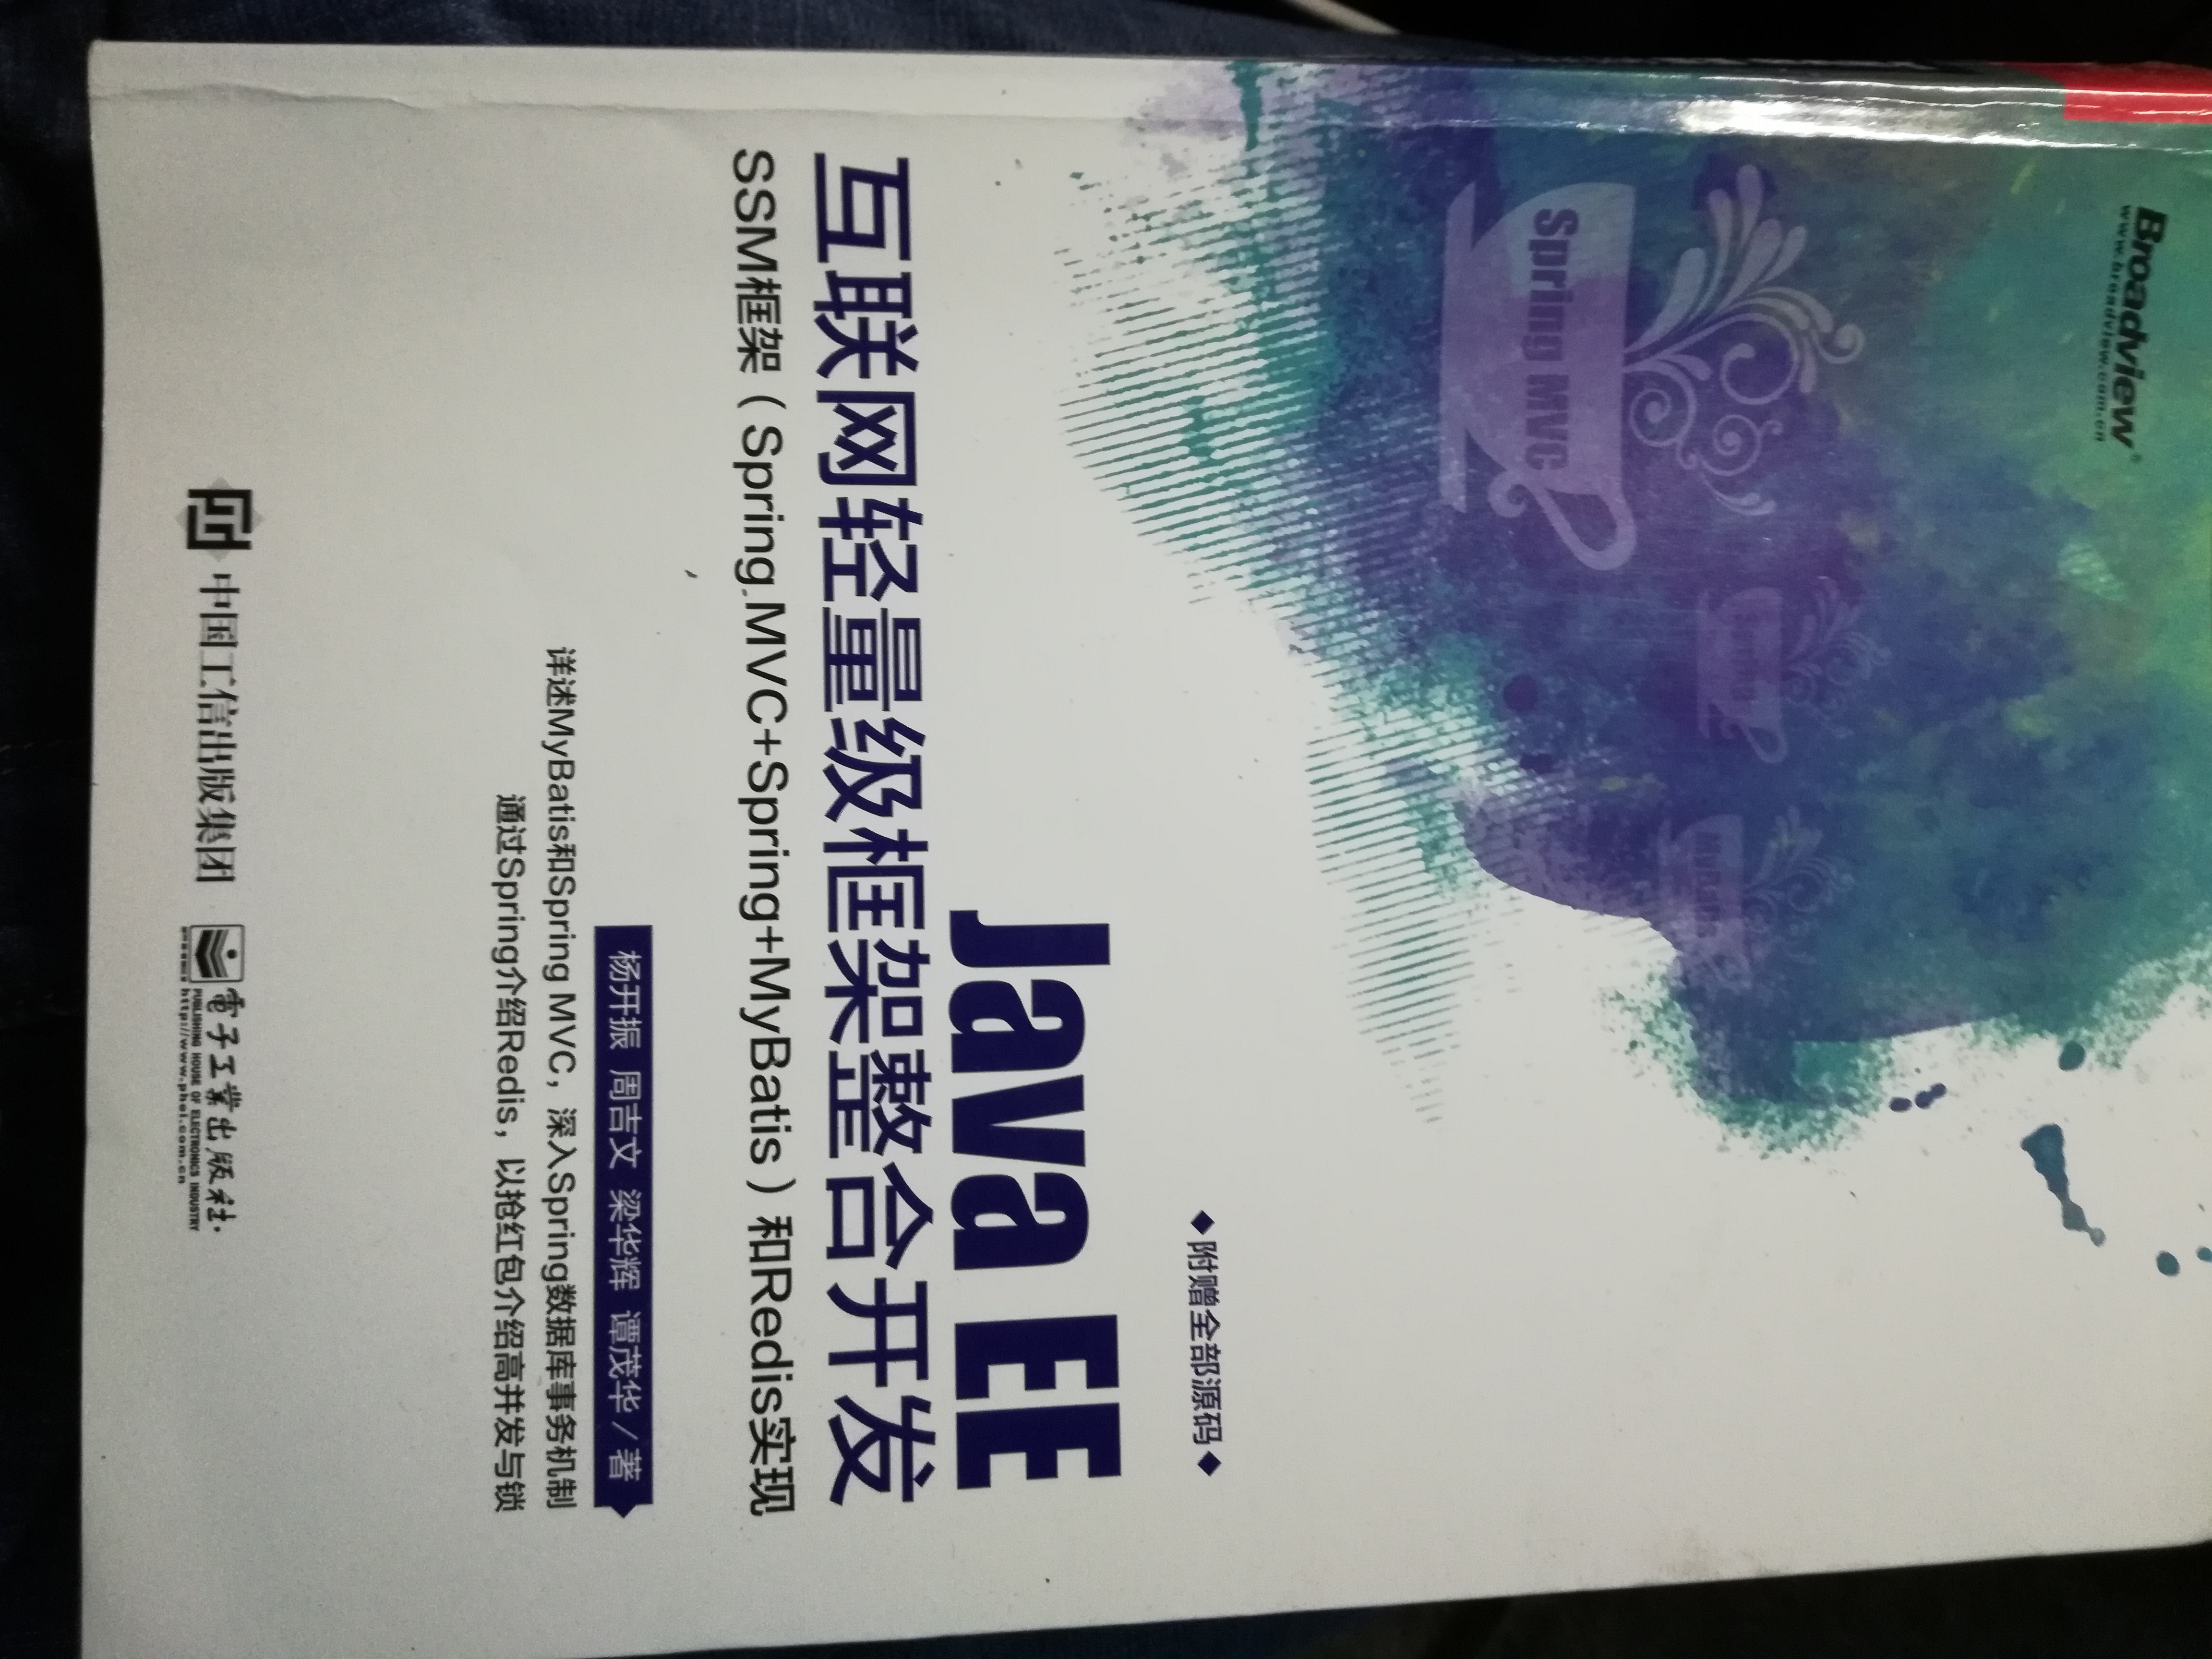 Broadview®
www.broadview.com.cn
Spring MVC
Spring
MyBatis
◆附赠全部源码◆
Java EE
互联网轻量级框架整合开发
SSM框架（Spring MVC+Spring+MyBatis）和Redis实现
杨开振 周吉文 梁华辉 谭茂华/著
详述MyBatis和Spring MVC，深入Spring数据库事务机制
通过Spring介绍Redis，以抢红包介绍高并发与锁
中国工信出版集团
電子工業出版社.
PUBLISHING HOUSE OF ELECTRONICS INDUSTRY
http://www.phei.com.cn